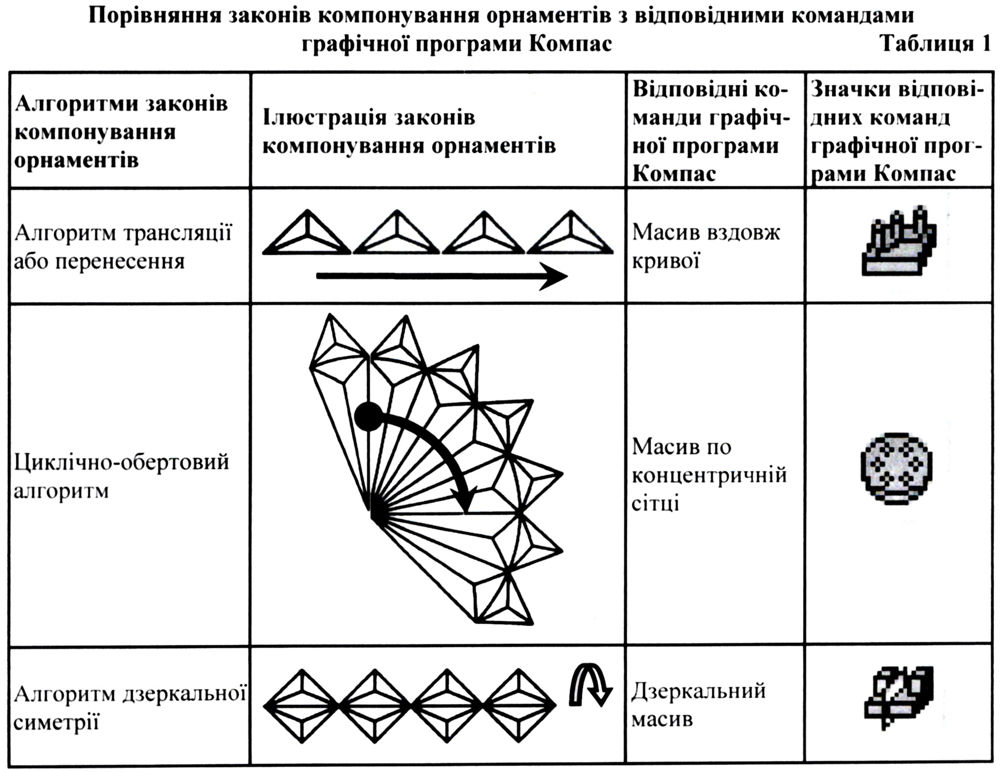 Порівняння законів компонування орнаментів з відповідними командами
графічної програми Компас
Таблиця 1
Алгоритми законів
компонування
орнаментів
Ілюстрація законів
компонування орнаментів
Відповідні ко-
манди графіч-
ної програми
Компас
Значки відпові-
дних команд
графічної прог-
рами Компас
Алгоритм трансляції
або перенесення
Масив вздовж
кривої
Циклічно-обертовий
алгоритм
Масив по
концентричній
сітці
Алгоритм дзеркальної
симетрії
Дзеркальний
масив